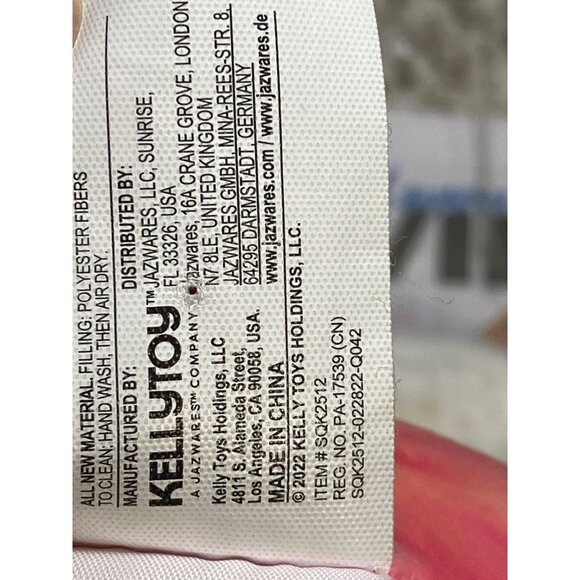 ALL NEW MATERIAL. FILLING: POLYESTER FIBERS
TO CLEAN: HAND WASH, THEN AIR DRY.
MANUFACTURED BY:
KELLYTOY™
A JAZWARES™ COMPANY
Kelly Toys Holdings, LLC
4811 S. Alameda Street,
Los Angeles, CA 90058, USA.
MADE IN CHINA
DISTRIBUTED BY:
JAZWARES, LLC, SUNRISE,
FL 33326, USA
Jazwares, 16A CRANE GROVE, LONDON
N7 8LE, UNITED KINGDOM
JAZWARES GMBH, MINA-REES-STR. 8,
64295 DARMSTADT, GERMANY
www.jazwares.com / www.jazwares.de
© 2022 KELLY TOYS HOLDINGS, LLC.
ITEM # SQK2512
REG. NO. PA-17539 (CN)
SQK2512-022822-Q042